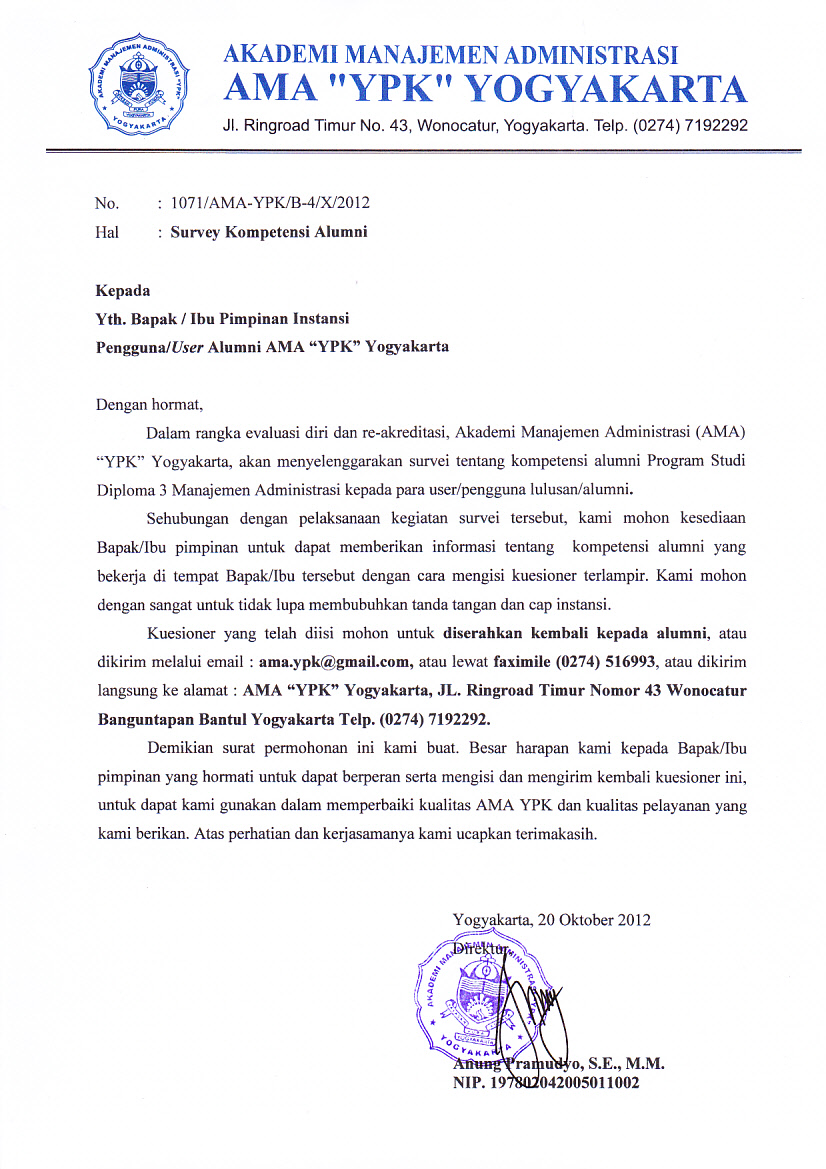 AKADEMI MANAJEMEN ADMINISTRASI
AMA "YPK" YOGYAKARTA
Jl. Ringroad Timur No. 43, Wonocatur, Yogyakarta. Telp. (0274) 7192292
AKADEMI MANAJEMEN ADMINISTRASI "YPK"
YOGYAKARTA
No. : 1071/AMA-YPK/B-4/X/2012
Hal : Survey Kompetensi Alumni
Kepada
Yth. Bapak / Ibu Pimpinan Instansi
Pengguna/User Alumni AMA “YPK” Yogyakarta
Dengan hormat,
Dalam rangka evaluasi diri dan re-akreditasi, Akademi Manajemen Administrasi (AMA)
“YPK” Yogyakarta, akan menyelenggarakan survei tentang kompetensi alumni Program Studi
Diploma 3 Manajemen Administrasi kepada para user/pengguna lulusan/alumni.
Sehubungan dengan pelaksanaan kegiatan survei tersebut, kami mohon kesediaan
Bapak/Ibu pimpinan untuk dapat memberikan informasi tentang kompetensi alumni yang
bekerja di tempat Bapak/Ibu tersebut dengan cara mengisi kuesioner terlampir. Kami mohon
dengan sangat untuk tidak lupa membubuhkan tanda tangan dan cap instansi.
Kuesioner yang telah diisi mohon untuk diserahkan kembali kepada alumni, atau
dikirim melalui email : ama.ypk@gmail.com, atau lewat faximile (0274) 516993, atau dikirim
langsung ke alamat : AMA “YPK” Yogyakarta, JL. Ringroad Timur Nomor 43 Wonocatur
Banguntapan Bantul Yogyakarta Telp. (0274) 7192292.
Demikian surat permohonan ini kami buat. Besar harapan kami kepada Bapak/Ibu
pimpinan yang hormati untuk dapat berperan serta mengisi dan mengirim kembali kuesioner ini,
untuk dapat kami gunakan dalam memperbaiki kualitas AMA YPK dan kualitas pelayanan yang
kami berikan. Atas perhatian dan kerjasamanya kami ucapkan terimakasih.
Yogyakarta, 20 Oktober 2012
Direktur
AKADEMI MANAJEMEN ADMINISTRASI "YPK"
YOGYAKARTA
Anung Pramudyo, S.E., M.M.
NIP. 197802042005011002